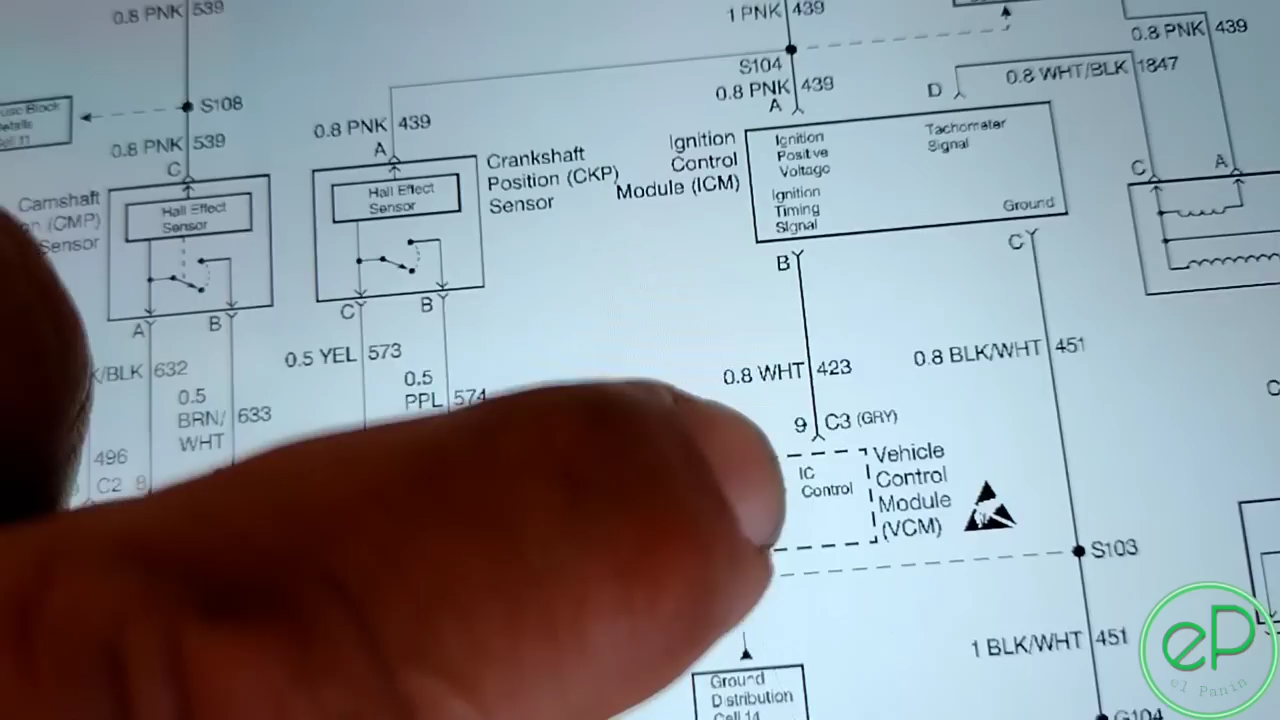 0.8 PNK 539
1 PNK 439
0.8 PNK 439
S108
0.8 PNK 539
C
Block
S104
0.8 PNK 439
A
0.8 PNK 439
A
D
0.8 WHT/BLK 1847
Camshaft
(CMP)
Sensor
Hall Effect
Sensor
A
B
Hall Effect
Sensor
Crankshaft
Position (CKP)
Sensor
C
B
Ignition
Control
Module (ICM)
Ignition
Positive
Voltage
Ignition
Timing
Signal
Tachometer
Signal
Ground
C
A
B
C
/BLK 632
0.5
BRN/
WHT
633
0.5 YEL 573
0.5
PPL 574
0.8 WHT 423
0.8 BLK/WHT 451
496
C2 8
9 C3 (GRY)
IC
Control
Vehicle
Control
Module
(VCM)
S103
1 BLK/WHT 451
Ground
Distribution
Cell 14
G104
eP
el Panin